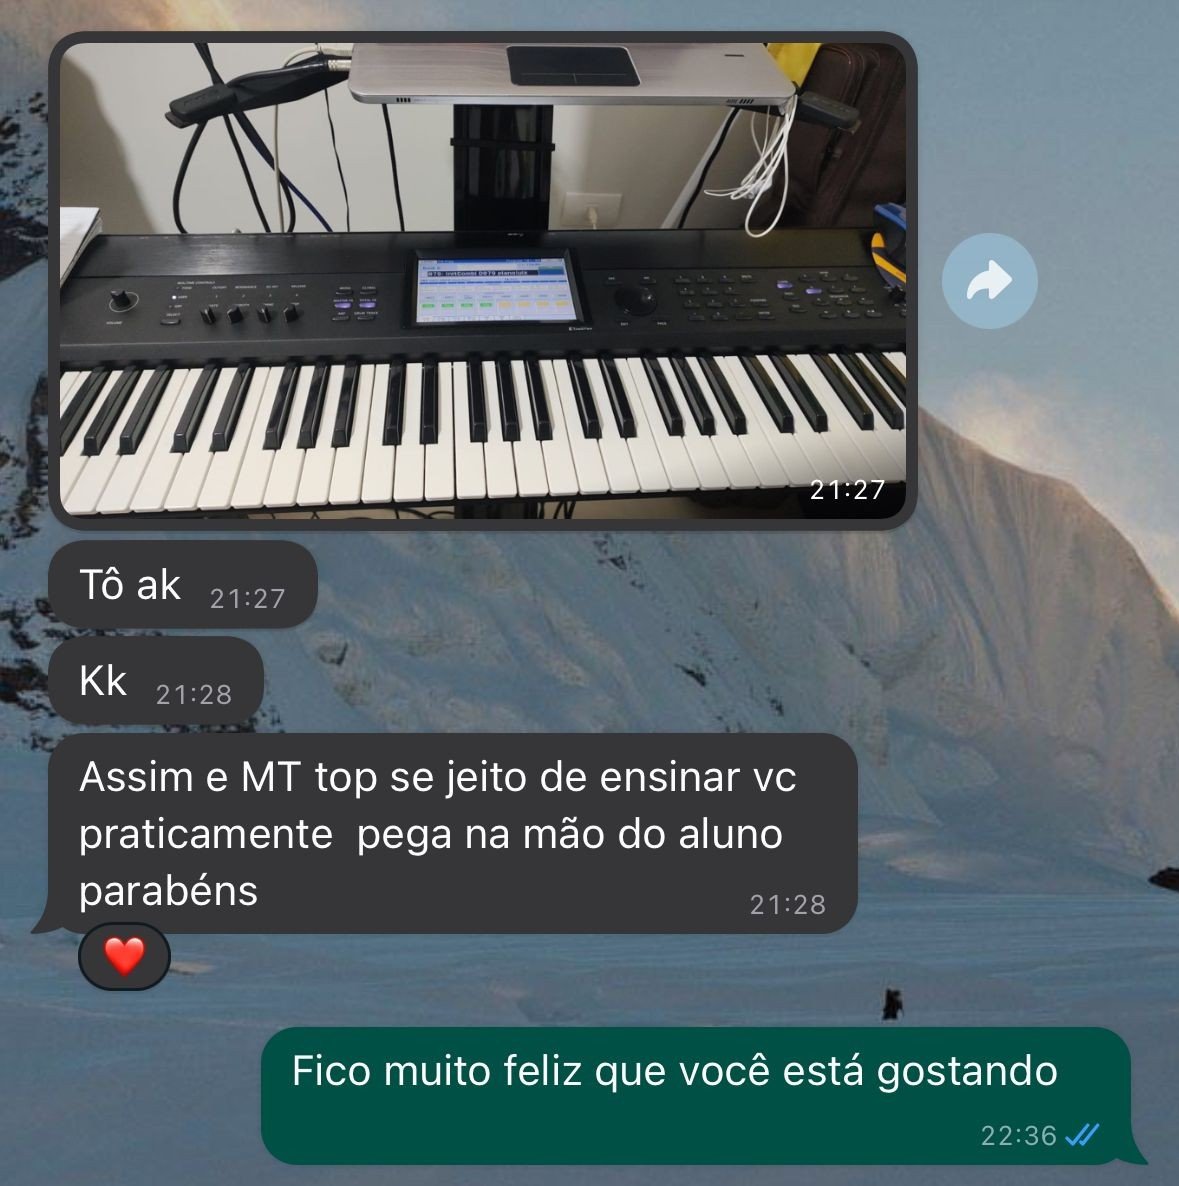 21:27
Tô ak 21:27
Kk 21:28
Assim e MT top se jeito de ensinar vc
praticamente  pega na mão do aluno
parabéns 21:28
Fico muito feliz que você está gostando
22:36